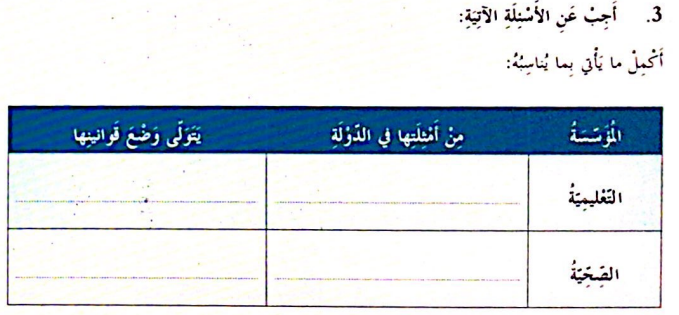 3. أَجِبْ عَنِ الأَسْئِلَةِ الآتِيَةِ:
أَكْمِلْ ما يَأْتي بِما يُناسِبُهُ:
المُؤَسَّسَةُ مِنْ أَمْثِلَتِها في الدَّوْلَةِ يَتَوَلّى وَضْعَ قَوانينِها
التَّعْليمِيَّةُ
الصِّحِّيَّةُ